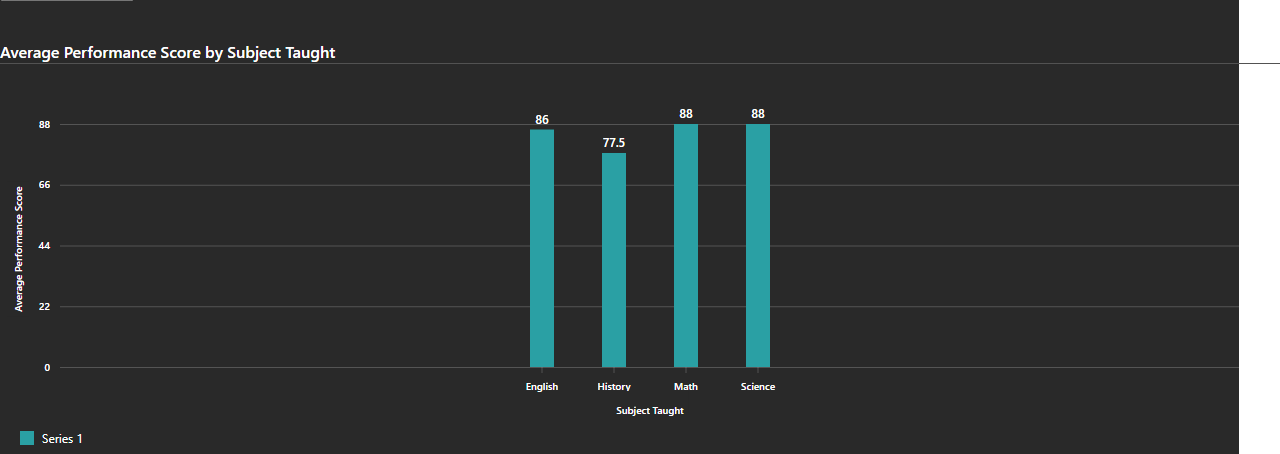 Average Performance Score by Subject Taught
86
77.5
88
88
88
66
44
22
0
Average Performance Score
English
History
Math
Science
Subject Taught
Series 1